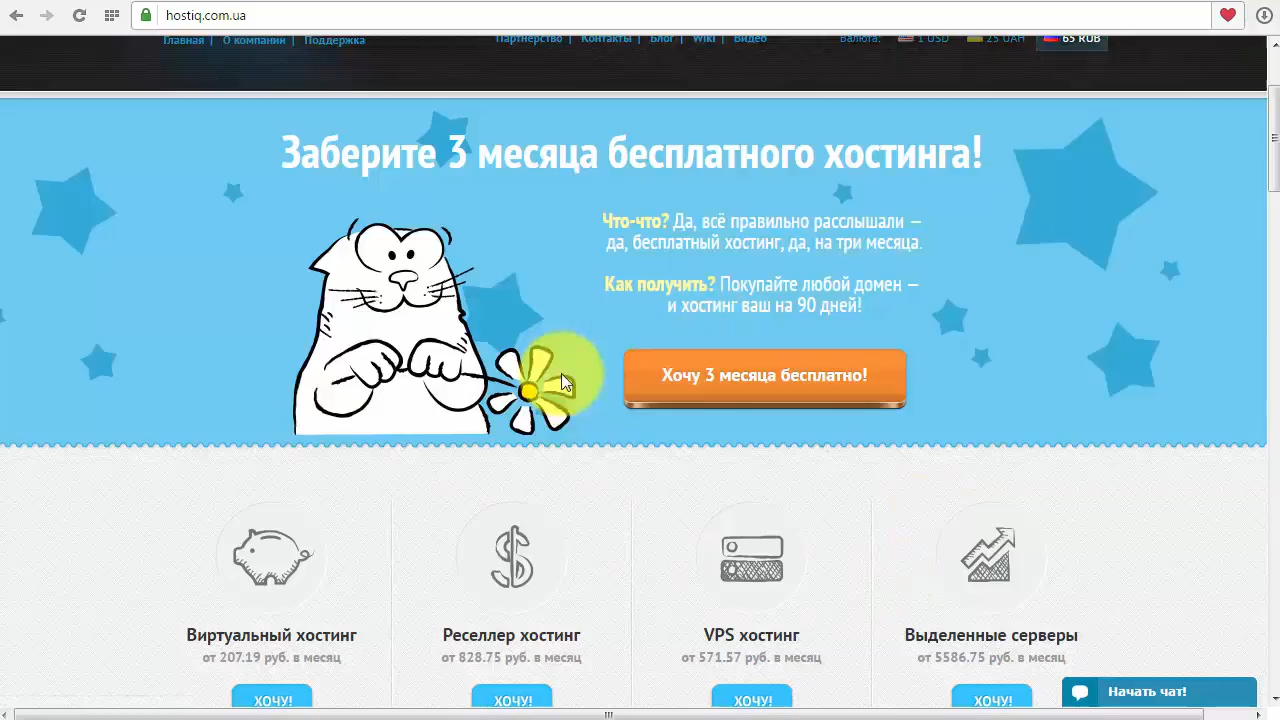 hostiq.com.ua
Главная | О компании | Поддержка
Партнерство | Контакты | Блог | Wiki | Видео
Валюта: 1 USD 25 UAH 65 RUB
Заберите 3 месяца бесплатного хостинга!
Что-что? Да, всё правильно расслышали —
да, бесплатный хостинг, да, на три месяца.
Как получить? Покупайте любой домен —
и хостинг ваш на 90 дней!
Хочу 3 месяца бесплатно!
Виртуальный хостинг
от 207.19 руб. в месяц
ХОЧУ!
Реселлер хостинг
от 828.75 руб. в месяц
ХОЧУ!
VPS хостинг
от 571.57 руб. в месяц
ХОЧУ!
Выделенные серверы
от 5586.75 руб. в месяц
ХОЧУ!
Начать чат!